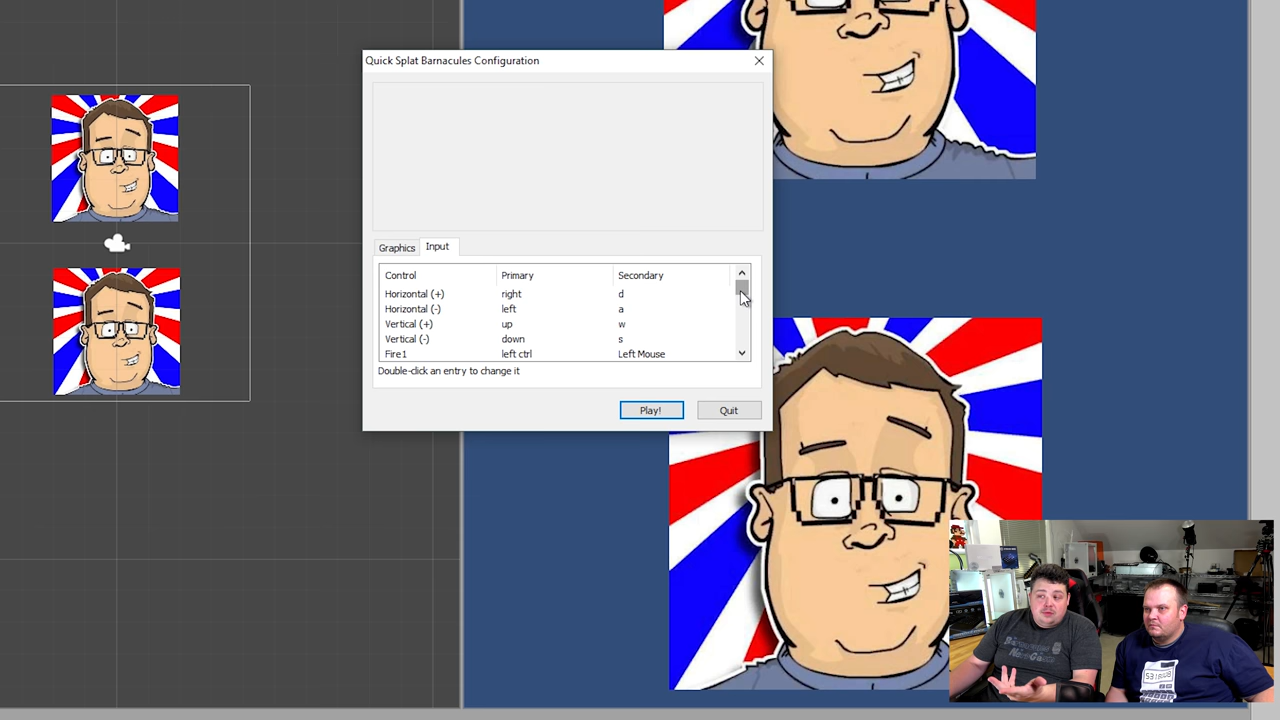 Quick Splat Barnacules Configuration
Graphics Input
Control Primary Secondary
Horizontal (+) right d
Horizontal (-) left a
Vertical (+) up w
Vertical (-) down s
Fire1 left ctrl Left Mouse
Double-click an entry to change it
Play! Quit